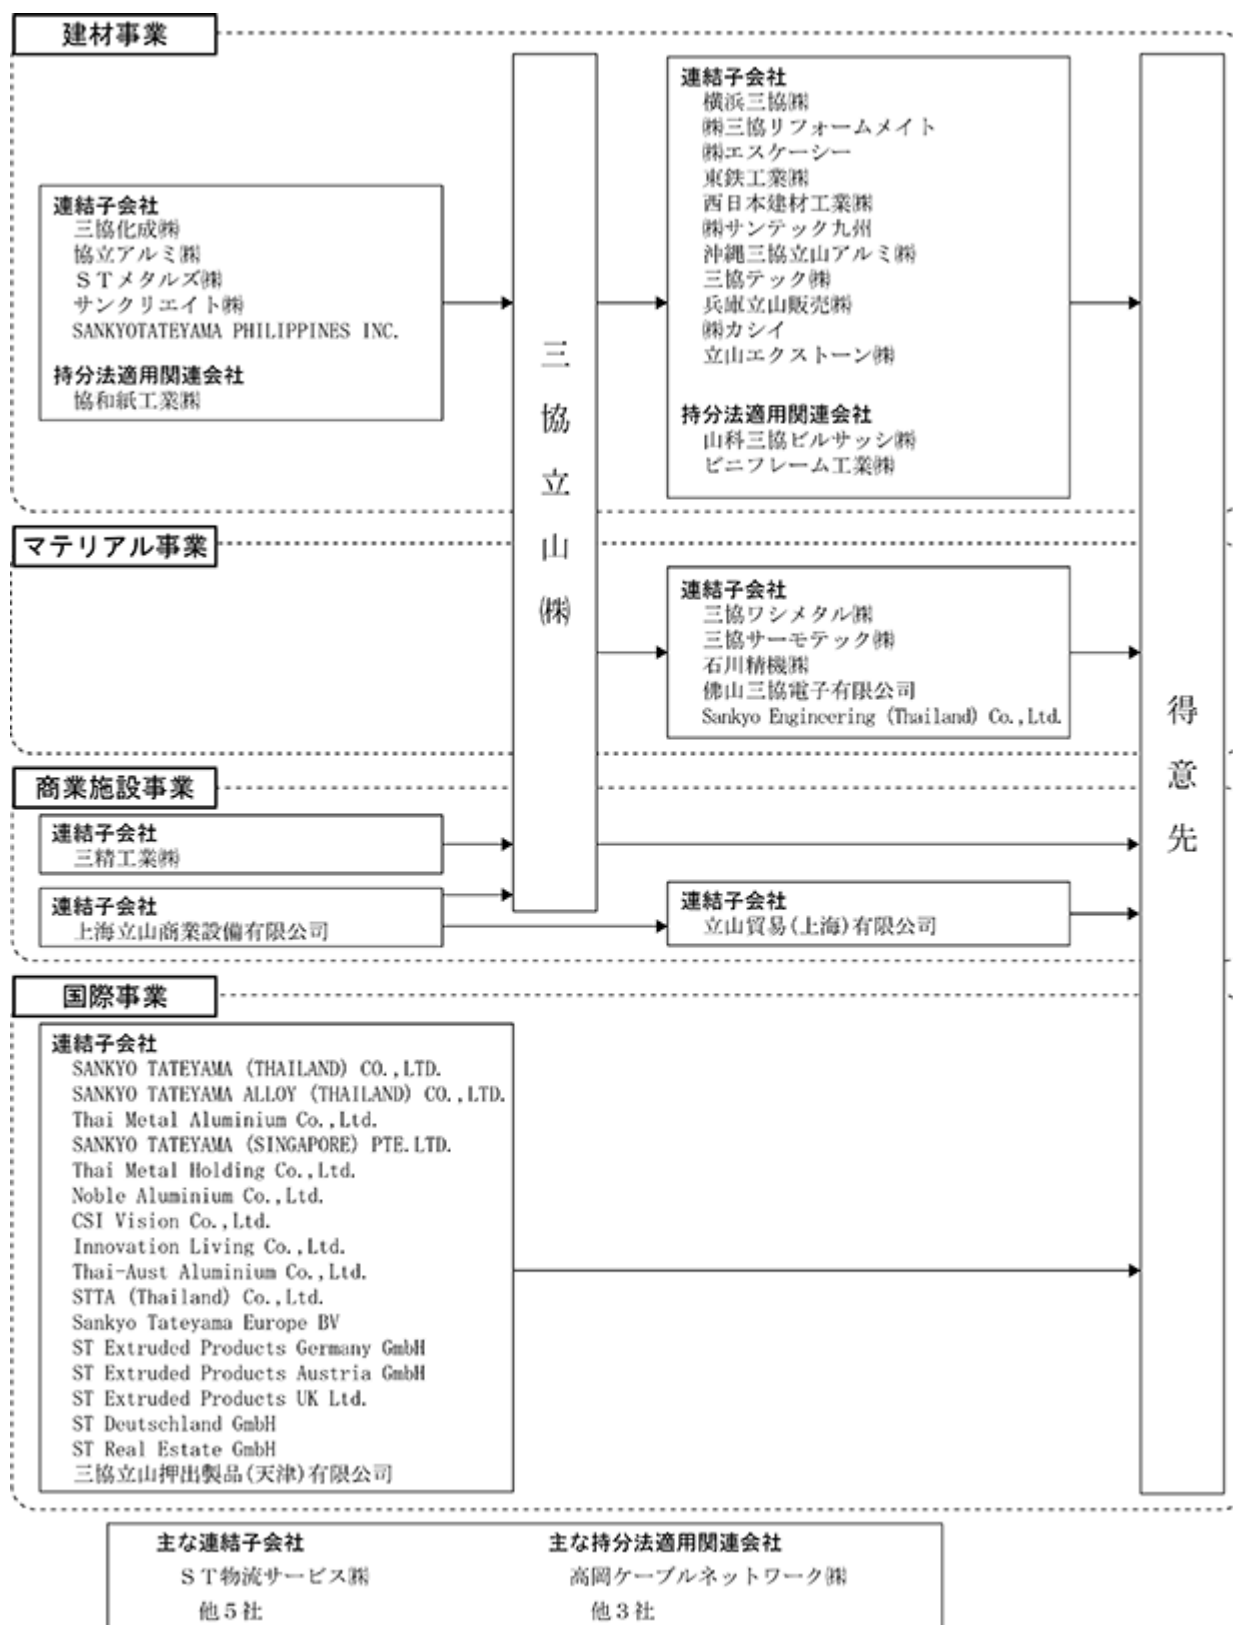 建材事業
連結子会社
三協化成㈱
協立アルミ㈱
ＳＴメタルズ㈱
サンクリエイト㈱
SANKYOTATEYAMA PHILIPPINES INC.
持分法適用関連会社
協和紙工業㈱
三協立山㈱
連結子会社
横浜三協㈱
㈱三協リフォームメイト
㈱エスケーシー
東鉄工業㈱
西日本建材工業㈱
㈱サンテック九州
沖縄三協立山アルミ㈱
三協テック㈱
兵庫立山販売㈱
㈱カシイ
立山エクストーン㈱
持分法適用関連会社
山科三協ビルサッシ㈱
ビニフレーム工業㈱
得意先
マテリアル事業
連結子会社
三協ワシメタル㈱
三協サーモテック㈱
石川精機㈱
佛山三協電子有限公司
Sankyo Engineering (Thailand) Co.,Ltd.
商業施設事業
連結子会社
三精工業㈱
連結子会社
上海立山商業設備有限公司
連結子会社
立山貿易(上海)有限公司
国際事業
連結子会社
SANKYO TATEYAMA (THAILAND) CO.,LTD.
SANKYO TATEYAMA ALLOY (THAILAND) CO.,LTD.
Thai Metal Aluminium Co.,Ltd.
SANKYO TATEYAMA (SINGAPORE) PTE.LTD.
Thai Metal Holding Co.,Ltd.
Noble Aluminium Co.,Ltd.
CSI Vision Co.,Ltd.
Innovation Living Co.,Ltd.
Thai-Aust Aluminium Co.,Ltd.
STTA (Thailand) Co.,Ltd.
Sankyo Tateyama Europe BV
ST Extruded Products Germany GmbH
ST Extruded Products Austria GmbH
ST Extruded Products UK Ltd.
ST Deutschland GmbH
ST Real Estate GmbH
三協立山押出製品(天津)有限公司
主な連結子会社
ＳＴ物流サービス㈱
他５社
主な持分法適用関連会社
高岡ケーブルネットワーク㈱
他３社